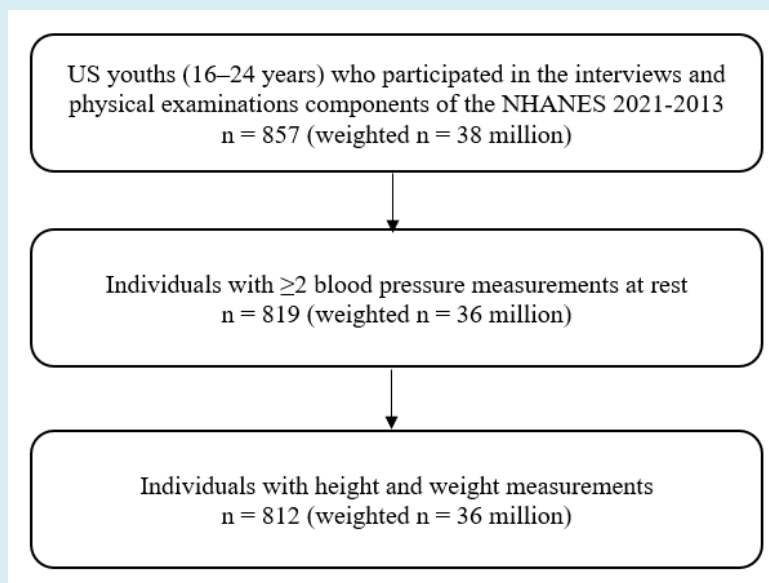 US youths (16–24 years) who participated in the interviews and
physical examinations components of the NHANES 2021-2013
n = 857 (weighted n = 38 million)
Individuals with ≥2 blood pressure measurements at rest
n = 819 (weighted n = 36 million)
Individuals with height and weight measurements
n = 812 (weighted n = 36 million)